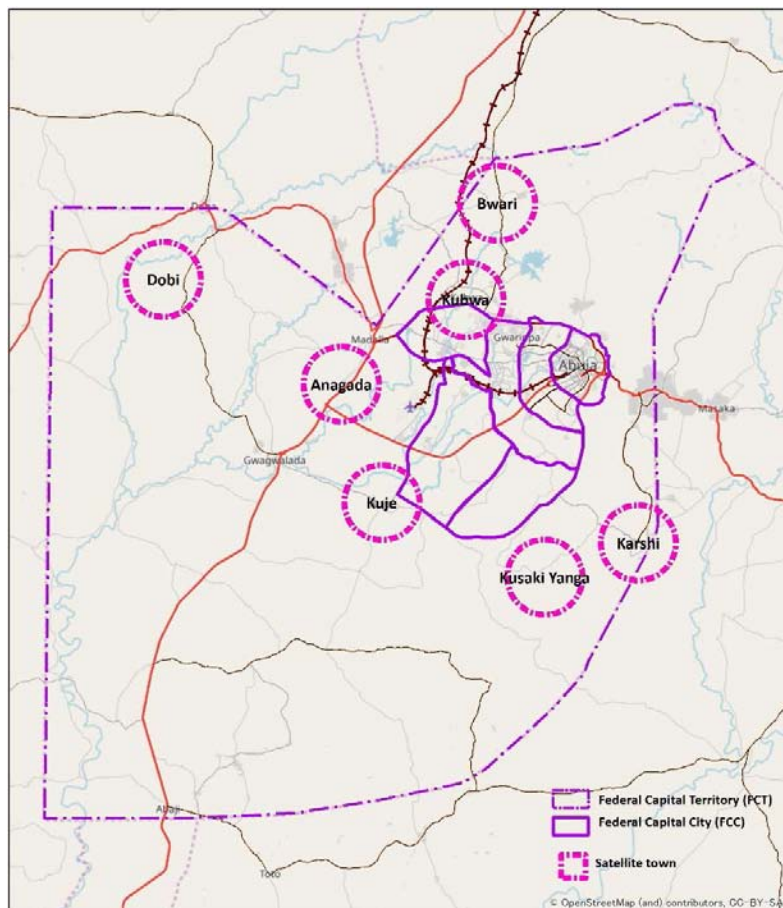 Bwari
Dobi
Kubwa
Madalla
Gwarinpa
Abuja
Anagada
Masaka
Gwagwalada
Kuje
Karshi
Kusaki Yanga
Abaji
Toto
Federal Capital Territory (FCT)
Federal Capital City (FCC)
Satellite town
© OpenStreetMap (and) contributors, CC-BY-SA